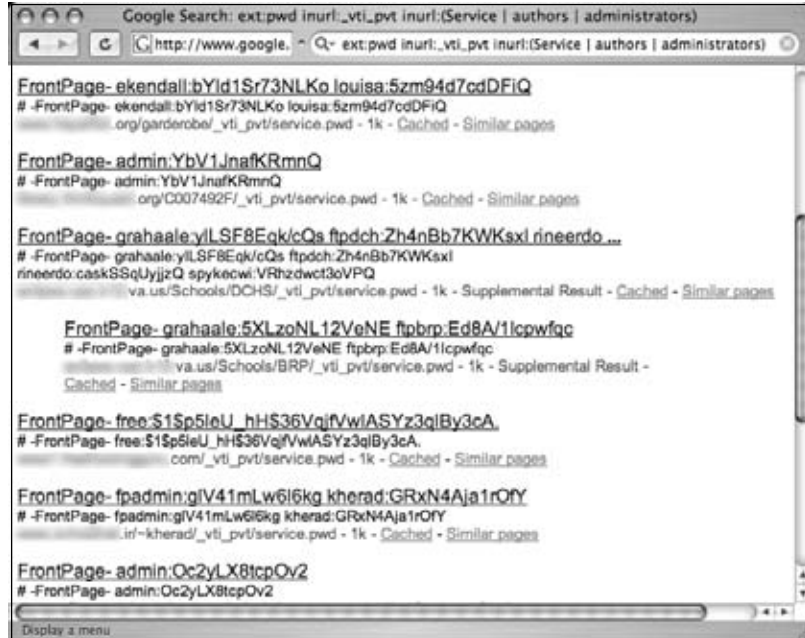 Google Search: ext:pwd inurl:_vti_pvt inurl:(Service | authors | administrators)
http://www.google. ext:pwd inurl:_vti_pvt inurl:(Service | authors | administrators)
FrontPage- ekendall:bYld1Sr73NLKo louisa:5zm94d7cdDFiQ
# -FrontPage- ekendall:bYld1Sr73NLKo louisa:5zm94d7cdDFiQ
.org/garderobe/_vti_pvt/service.pwd - 1k - Cached - Similar pages
FrontPage- admin:YbV1JnafKRmnQ
# -FrontPage- admin:YbV1JnafKRmnQ
.org/C007492F/_vti_pvt/service.pwd - 1k - Cached - Similar pages
FrontPage- grahaale:yILSF8Eqk/cQs ftpdch:Zh4nBb7KWKsxI rineerdo ...
# -FrontPage- grahaale:yILSF8Eqk/cQs ftpdch:Zh4nBb7KWKsxI
rineerdo:caskSSqUyjjzQ spykecwi:VRhzdwct3oVPQ
va.us/Schools/DCHS/_vti_pvt/service.pwd - 1k - Supplemental Result - Cached - Similar pages
FrontPage- grahaale:5XLzoNL12VeNE ftpbrp:Ed8A/1lcpwfqc
# -FrontPage- grahaale:5XLzoNL12VeNE ftpbrp:Ed8A/1lcpwfqc
va.us/Schools/BRP/_vti_pvt/service.pwd - 1k - Supplemental Result -
Cached - Similar pages
FrontPage- free:$1$p5leU_hH$36VqjfVwlASYz3qlBy3cA.
# -FrontPage- free:$1$p5leU_hH$36VqjfVwlASYz3qlBy3cA.
.com/_vti_pvt/service.pwd - 1k - Cached - Similar pages
FrontPage- fpadmin:glV41mLw6l6kg kherad:GRxN4Aja1rOfY
# -FrontPage- fpadmin:glV41mLw6l6kg kherad:GRxN4Aja1rOfY
.ir/~kherad/_vti_pvt/service.pwd - 1k - Cached - Similar pages
FrontPage- admin:Oc2yLX8tcpOv2
# -FrontPage- admin:Oc2yLX8tcpOv2
Display a menu